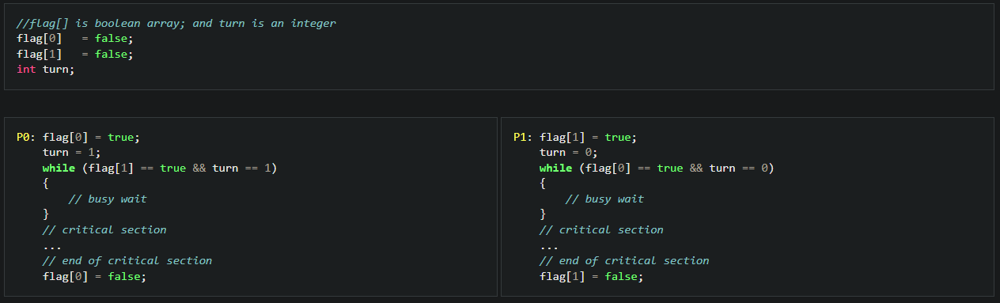 //flag[] is boolean array; and turn is an integer
flag[0]   = false;
flag[1]   = false;
int turn;
P0: flag[0] = true;
    turn = 1;
    while (flag[1] == true && turn == 1)
    {
        // busy wait
    }
    // critical section
    ...
    // end of critical section
    flag[0] = false;
P1: flag[1] = true;
    turn = 0;
    while (flag[0] == true && turn == 0)
    {
        // busy wait
    }
    // critical section
    ...
    // end of critical section
    flag[1] = false;